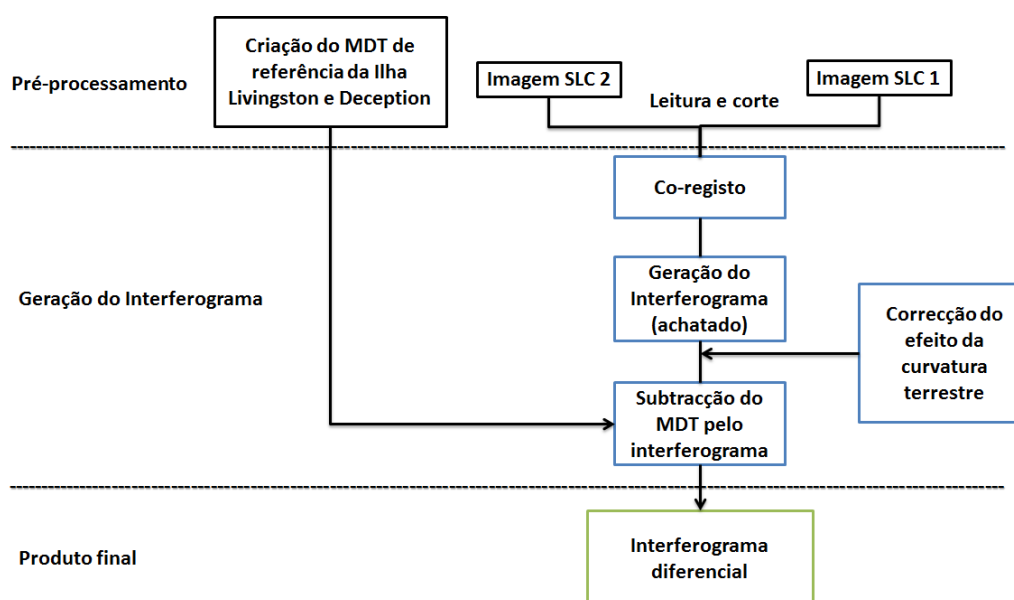 Pré-processamento
Criação do MDT de
referência da Ilha
Livingston e Deception
Imagem SLC 2
Leitura e corte
Imagem SLC 1
Geração do Interferograma
Co-registo
Geração do
Interferograma
(achatado)
Correcção do
efeito da
curvatura
terrestre
Subtracção do
MDT pelo
interferograma
Produto final
Interferograma
diferencial